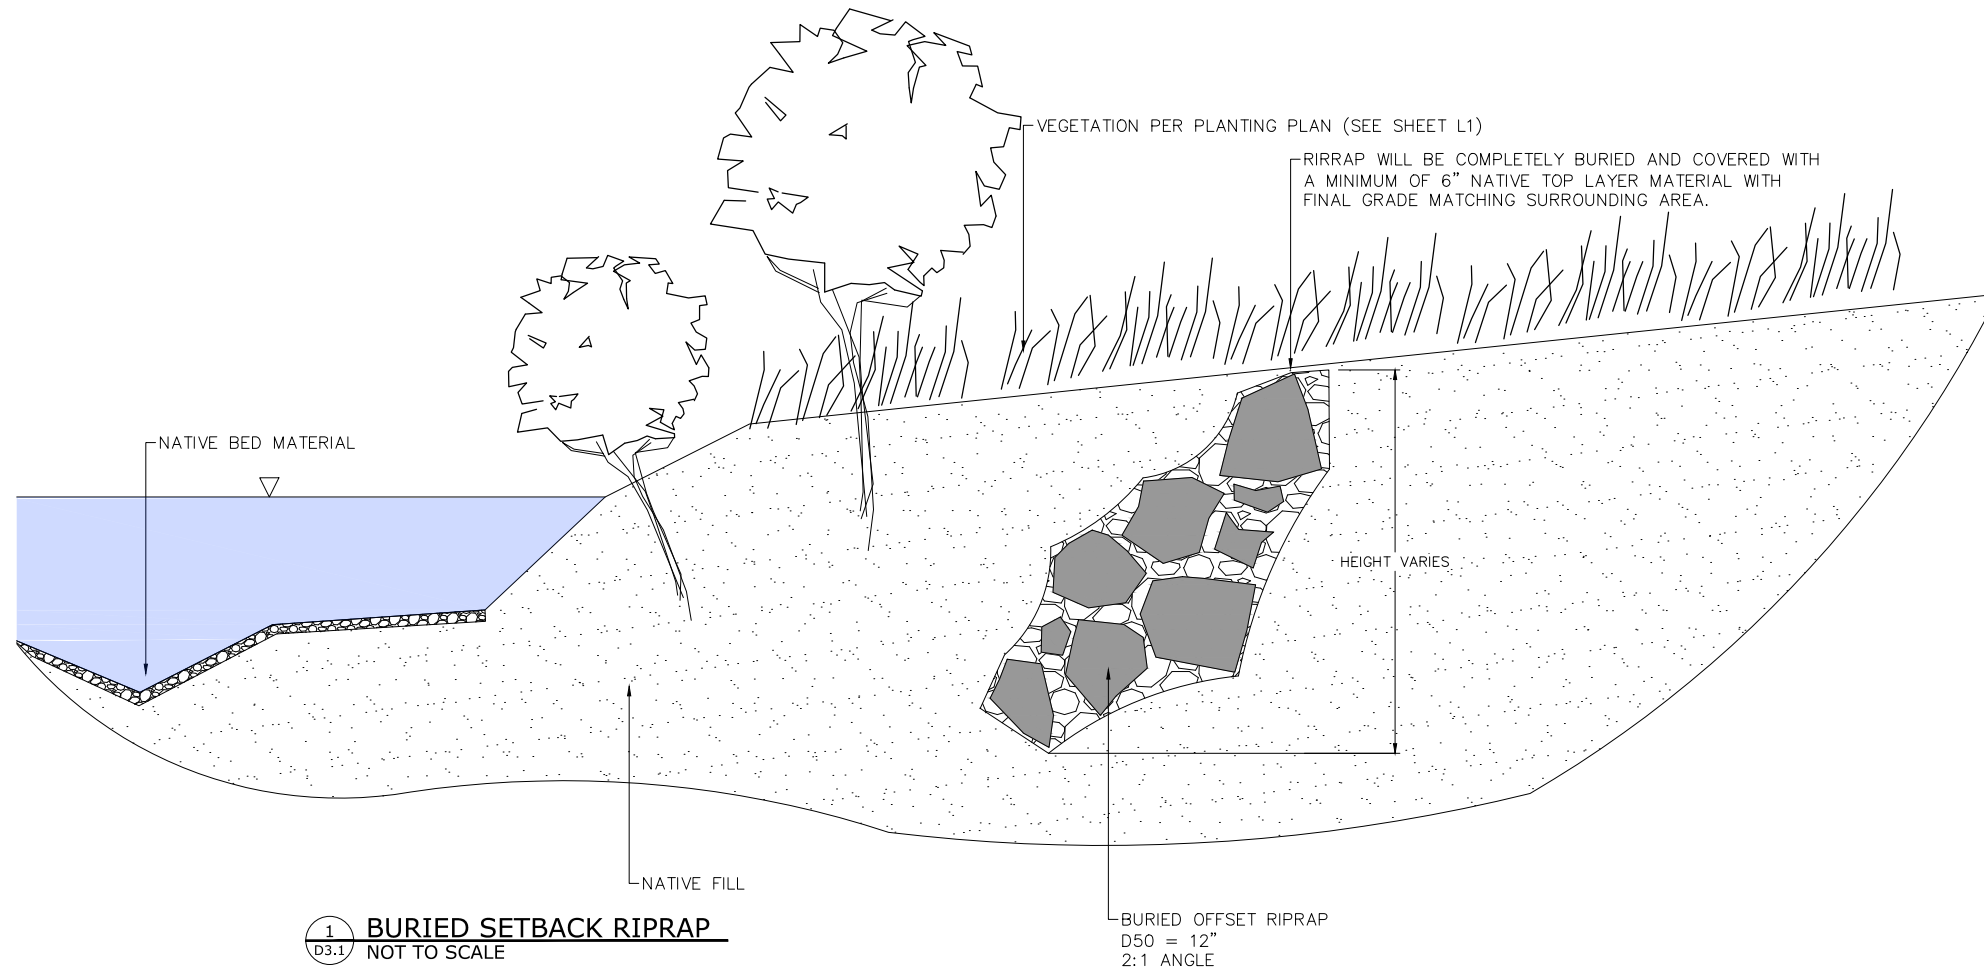 VEGETATION PER PLANTING PLAN (SEE SHEET L1)
RIRRAP WILL BE COMPLETELY BURIED AND COVERED WITH
A MINIMUM OF 6” NATIVE TOP LAYER MATERIAL WITH
FINAL GRADE MATCHING SURROUNDING AREA.
NATIVE BED MATERIAL
HEIGHT VARIES
NATIVE FILL
BURIED OFFSET RIPRAP
D50 = 12”
2:1 ANGLE
1
D3.1
BURIED SETBACK RIPRAP
NOT TO SCALE